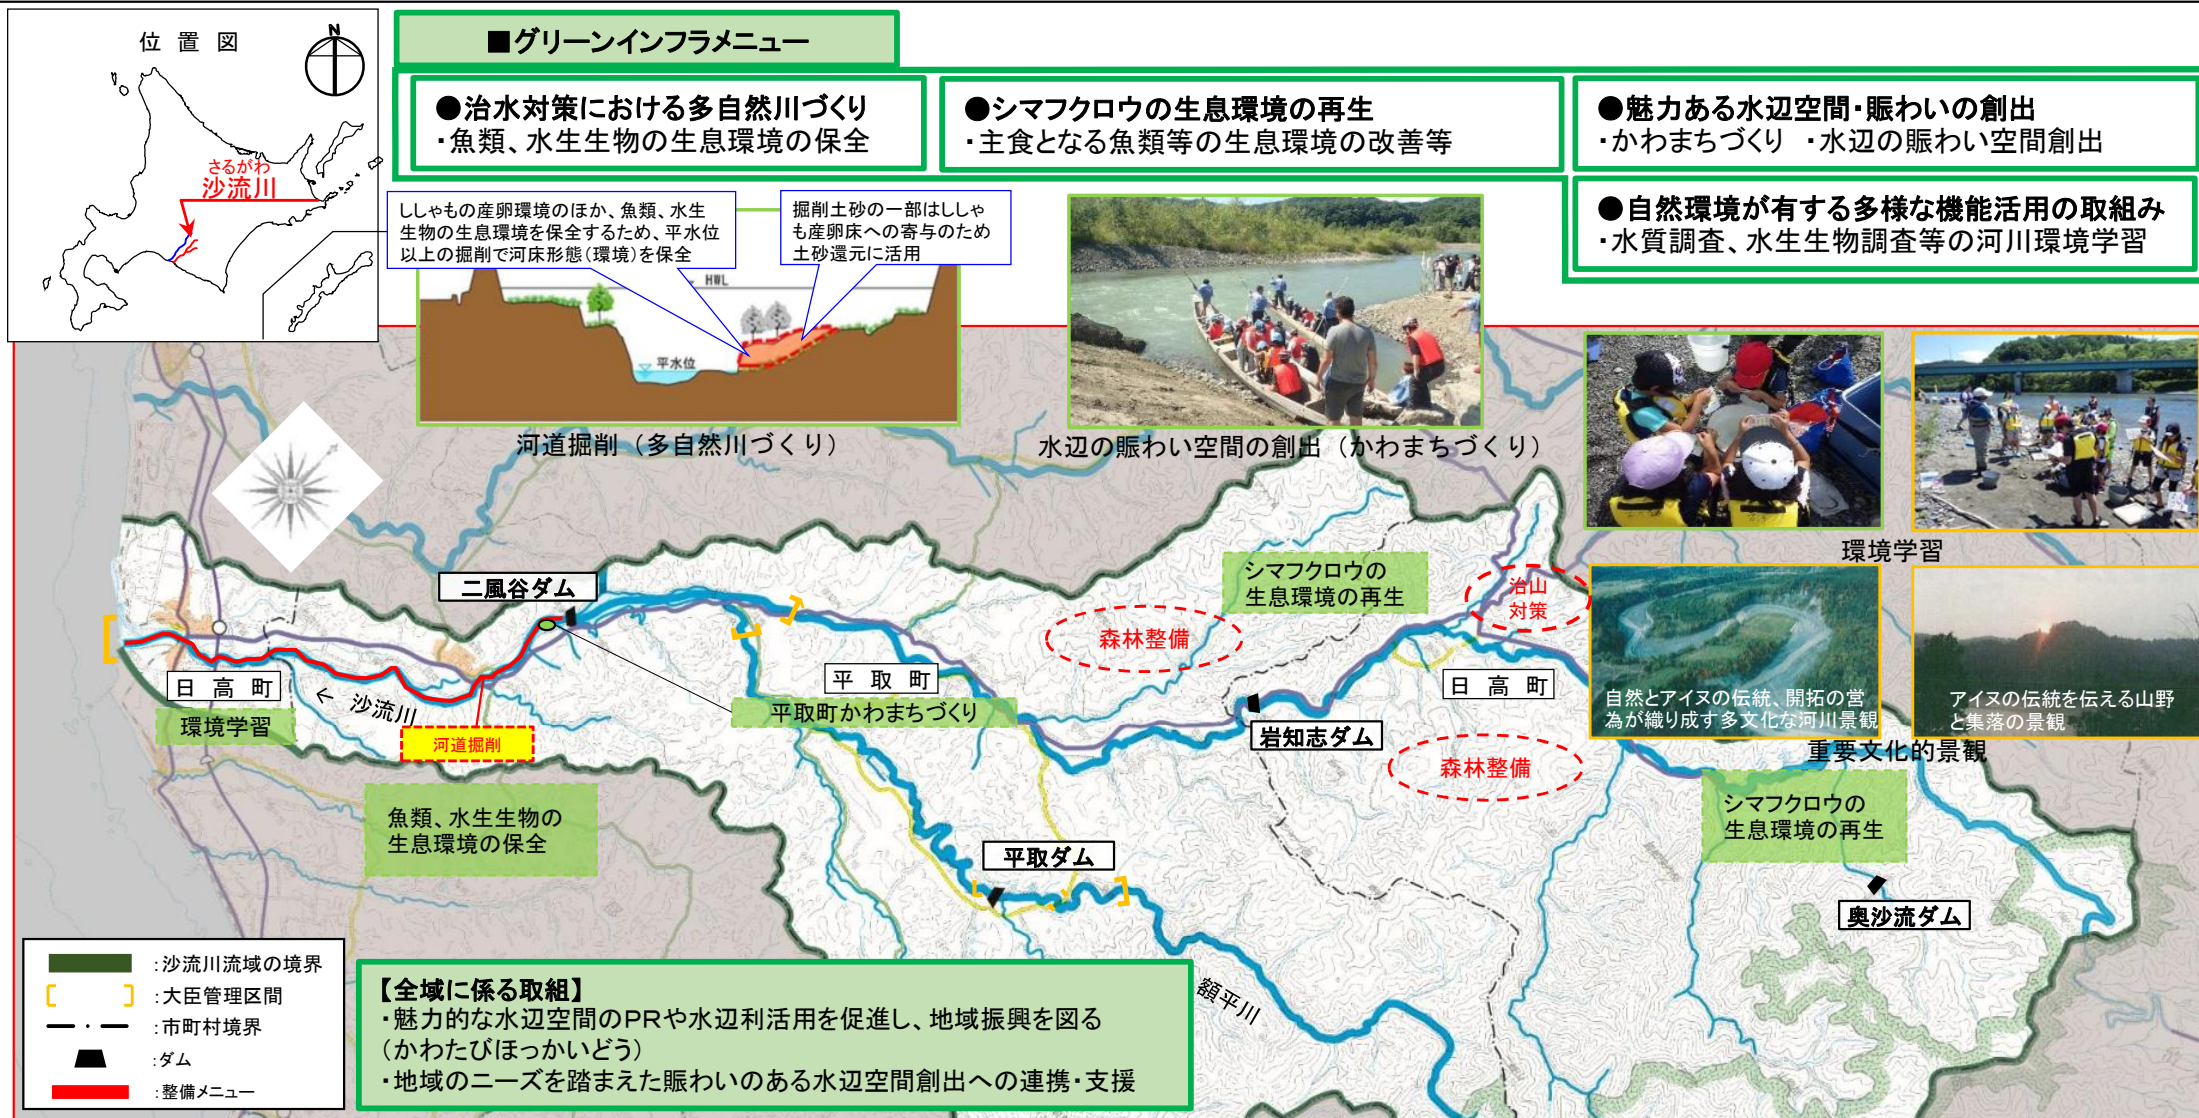 位 置 図
N
さるがわ
沙流川
■グリーンインフラメニュー
●治水対策における多自然川づくり
・魚類、水生生物の生息環境の保全
●シマフクロウの生息環境の再生
・主食となる魚類等の生息環境の改善等
●魅力ある水辺空間・賑わいの創出
・かわまちづくり ・水辺の賑わい空間創出
●自然環境が有する多様な機能活用の取組み
・水質調査、水生生物調査等の河川環境学習
ししゃもの産卵環境のほか、魚類、水生
生物の生息環境を保全するため、平水位
以上の掘削で河床形態(環境)を保全
掘削土砂の一部はししゃ
も産卵床への寄与のため
土砂還元に活用
HWL
平水位
河道掘削（多自然川づくり）
水辺の賑わい空間の創出（かわまちづくり）
環境学習
自然とアイヌの伝統、開拓の営
為が織り成す多文化な河川景観
アイヌの伝統を伝える山野
と集落の景観
重要文化的景観
二風谷ダム
シマフクロウの
生息環境の再生
治山
対策
森林整備
日 高 町
環境学習
← 沙流川
河道掘削
平 取 町
平取町かわまちづくり
日 高 町
岩知志ダム
森林整備
魚類、水生生物の
生息環境の保全
平取ダム
シマフクロウの
生息環境の再生
奥沙流ダム
額平川
:沙流川流域の境界
:大臣管理区間
:市町村境界
:ダム
:整備メニュー
【全域に係る取組】
・魅力的な水辺空間のPRや水辺利活用を促進し、地域振興を図る
（かわたびほっかいどう）
・地域のニーズを踏まえた賑わいのある水辺空間創出への連携・支援